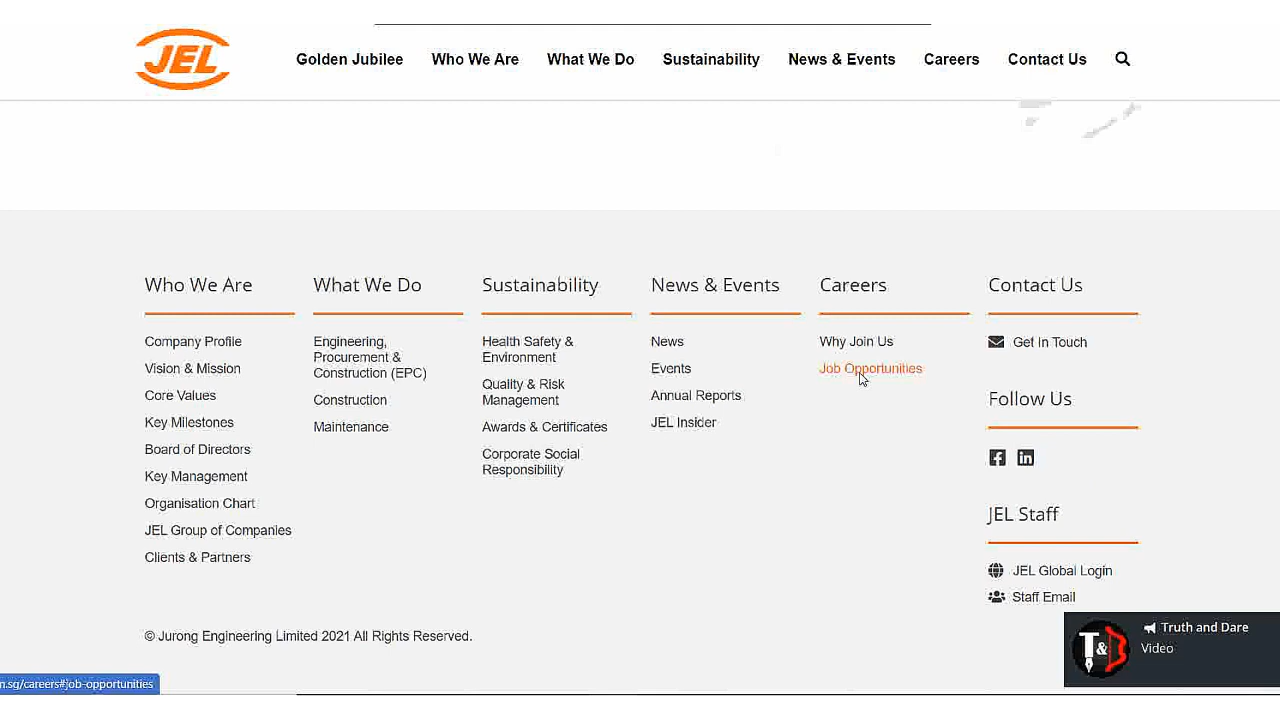 JEL
Golden Jubilee
Who We Are
What We Do
Sustainability
News & Events
Careers
Contact Us
Who We Are
Company Profile
Vision & Mission
Core Values
Key Milestones
Board of Directors
Key Management
Organisation Chart
JEL Group of Companies
Clients & Partners
What We Do
Engineering,
Procurement &
Construction (EPC)
Construction
Maintenance
Sustainability
Health Safety &
Environment
Quality & Risk
Management
Awards & Certificates
Corporate Social
Responsibility
News & Events
News
Events
Annual Reports
JEL Insider
Careers
Why Join Us
Job Opportunities
Contact Us
Get In Touch
Follow Us
JEL Staff
JEL Global Login
Staff Email
© Jurong Engineering Limited 2021 All Rights Reserved.
T&D
Truth and Dare
Video
n.sg/careers#job-opportunities